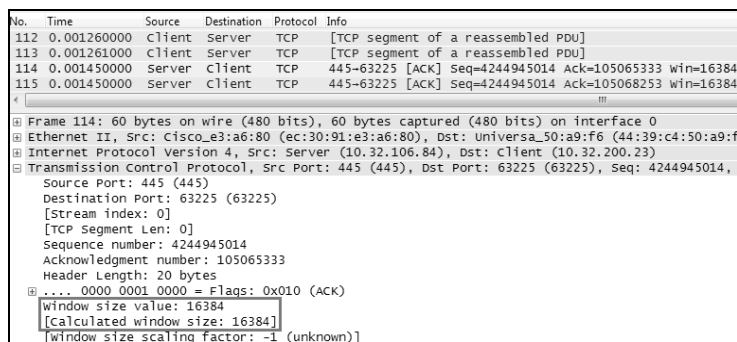 No. Time Source Destination Protocol Info
112 0.001260000 Client Server TCP [TCP segment of a reassembled PDU]
113 0.001261000 Client Server TCP [TCP segment of a reassembled PDU]
114 0.001450000 Server Client TCP 445→63225 [ACK] Seq=4244945014 Ack=105065333 Win=16384
115 0.001450000 Server Client TCP 445→63225 [ACK] Seq=4244945014 Ack=105068253 Win=16384
Frame 114: 60 bytes on wire (480 bits), 60 bytes captured (480 bits) on interface 0
Ethernet II, Src: Cisco_e3:a6:80 (ec:30:91:e3:a6:80), Dst: Universa_50:a9:f6 (44:39:c4:50:a9:f
Internet Protocol Version 4, Src: Server (10.32.106.84), Dst: Client (10.32.200.23)
Transmission Control Protocol, Src Port: 445 (445), Dst Port: 63225 (63225), Seq: 4244945014,
Source Port: 445 (445)
Destination Port: 63225 (63225)
[Stream index: 0]
[TCP Segment Len: 0]
Sequence number: 4244945014
Acknowledgment number: 105065333
Header Length: 20 bytes
.... 0000 0001 0000 = Flags: 0x010 (ACK)
Window size value: 16384
[Calculated window size: 16384]
[Window size scaling factor: -1 (unknown)]